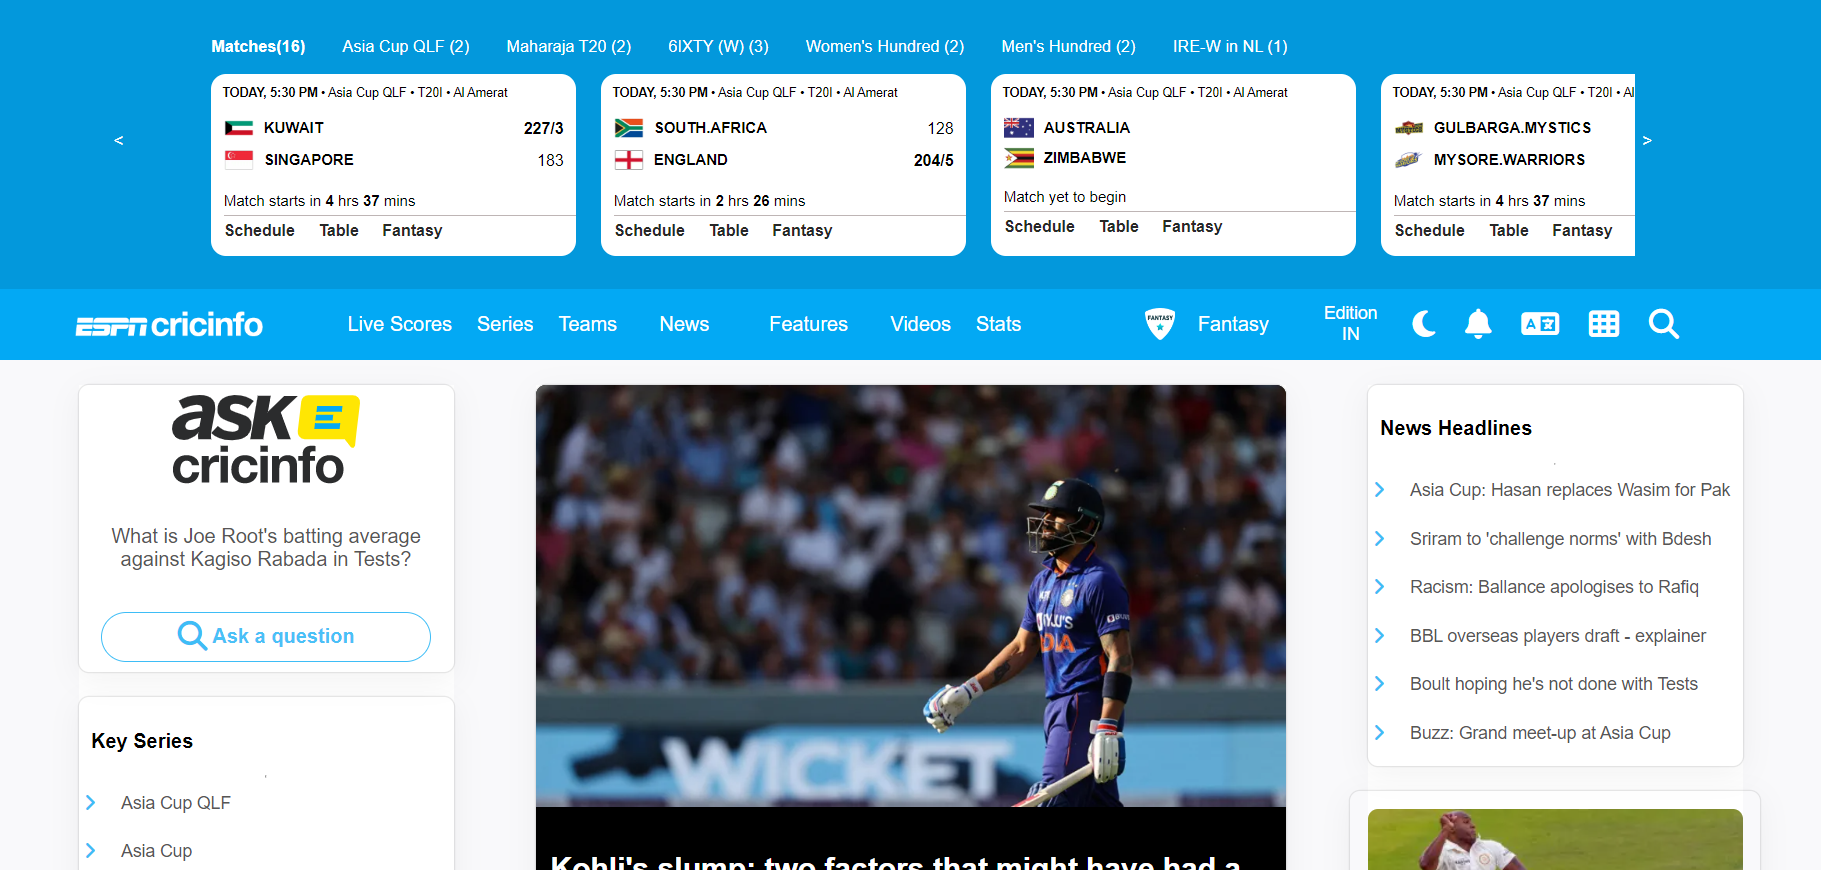 Matches(16) Asia Cup QLF (2) Maharaja T20 (2) 6IXTY (W) (3) Women's Hundred (2) Men's Hundred (2) IRE-W in NL (1)
<
TODAY, 5:30 PM • Asia Cup QLF • T20I • Al Amerat
KUWAIT 227/3
SINGAPORE 183
Match starts in 4 hrs 37 mins
Schedule Table Fantasy
TODAY, 5:30 PM • Asia Cup QLF • T20I • Al Amerat
SOUTH.AFRICA 128
ENGLAND 204/5
Match starts in 2 hrs 26 mins
Schedule Table Fantasy
TODAY, 5:30 PM • Asia Cup QLF • T20I • Al Amerat
AUSTRALIA
ZIMBABWE
Match yet to begin
Schedule Table Fantasy
TODAY, 5:30 PM • Asia Cup QLF • T20I • Al
GULBARGA.MYSTICS
MYSORE.WARRIORS
Match starts in 4 hrs 37 mins
Schedule Table Fantasy
>
ESPN cricinfo Live Scores Series Teams News Features Videos Stats FANTASY Fantasy Edition
IN
ask
cricinfo
What is Joe Root's batting average
against Kagiso Rabada in Tests?
Ask a question
Key Series
Asia Cup QLF
Asia Cup
WICKET
Kohli's slump: two factors that might have had a
News Headlines
Asia Cup: Hasan replaces Wasim for Pak
Sriram to 'challenge norms' with Bdesh
Racism: Ballance apologises to Rafiq
BBL overseas players draft - explainer
Boult hoping he's not done with Tests
Buzz: Grand meet-up at Asia Cup